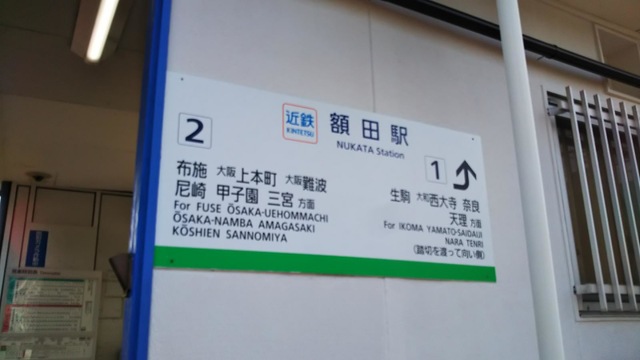 近鉄
KINTETSU
額田駅
NUKATA Station
2
布施 大阪上本町 大阪難波
尼崎 甲子園 三宮 方面
For FUSE ŌSAKA-UEHOMMACHI
ŌSAKA-NAMBA AMAGASAKI
KŌSHIEN SANNOMIYA
1
生駒 大和西大寺 奈良
天理 方面
For IKOMA YAMATO-SAIDAIJI
NARA TENRI
(踏切を渡って向い側)